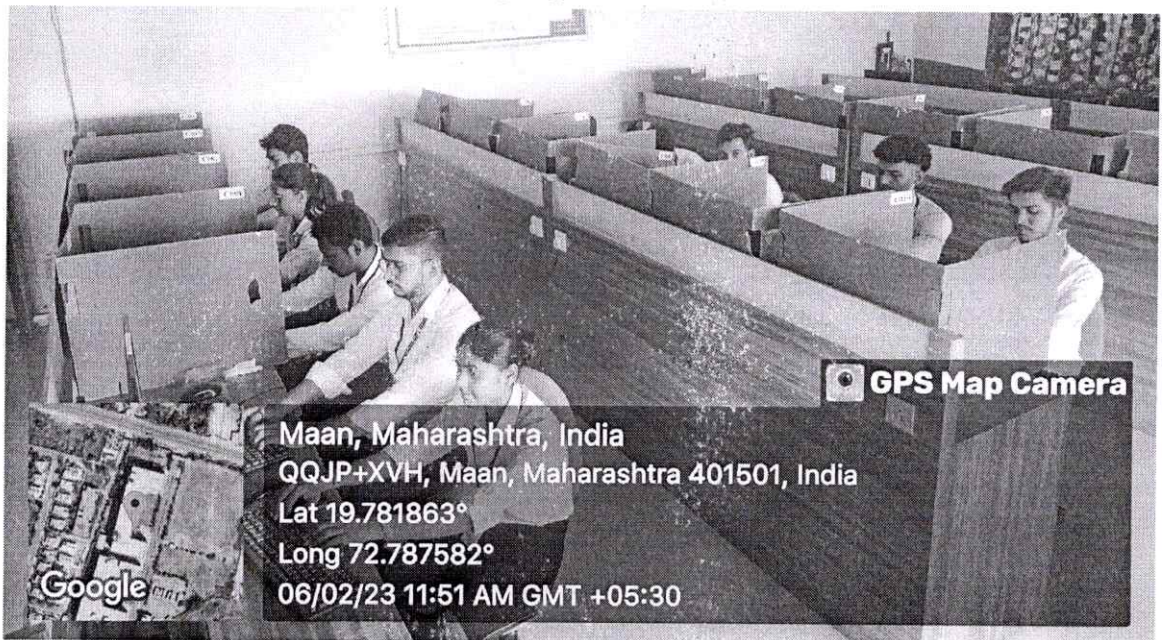 GPS Map Camera
Maan, Maharashtra, India
QQJP+XVH, Maan, Maharashtra 401501, India
Lat 19.781863°
Long 72.787582°
06/02/23 11:51 AM GMT +05:30
Google